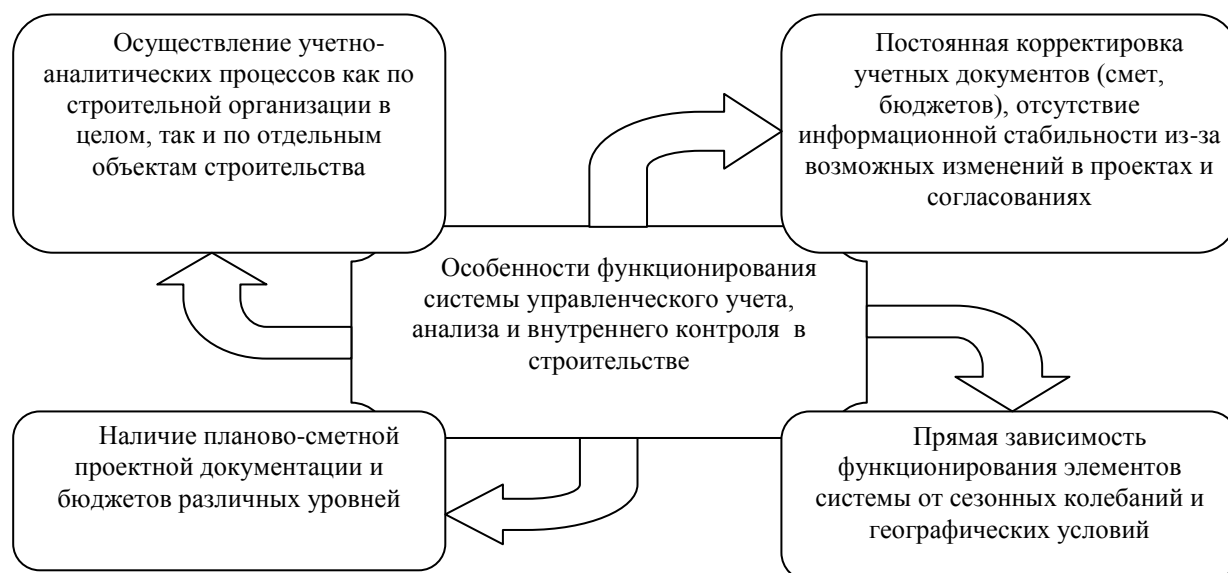 Осуществление учетно-
аналитических процессов как по
строительной организации в
целом, так и по отдельным
объектам строительства
Постоянная корректировка
учетных документов (смет,
бюджетов), отсутствие
информационной стабильности из-за
возможных изменений в проектах и
согласованиях
Особенности функционирования
системы управленческого учета,
анализа и внутреннего контроля в
строительстве
Наличие планово-сметной
проектной документации и
бюджетов различных уровней
Прямая зависимость
функционирования элементов
системы от сезонных колебаний и
географических условий